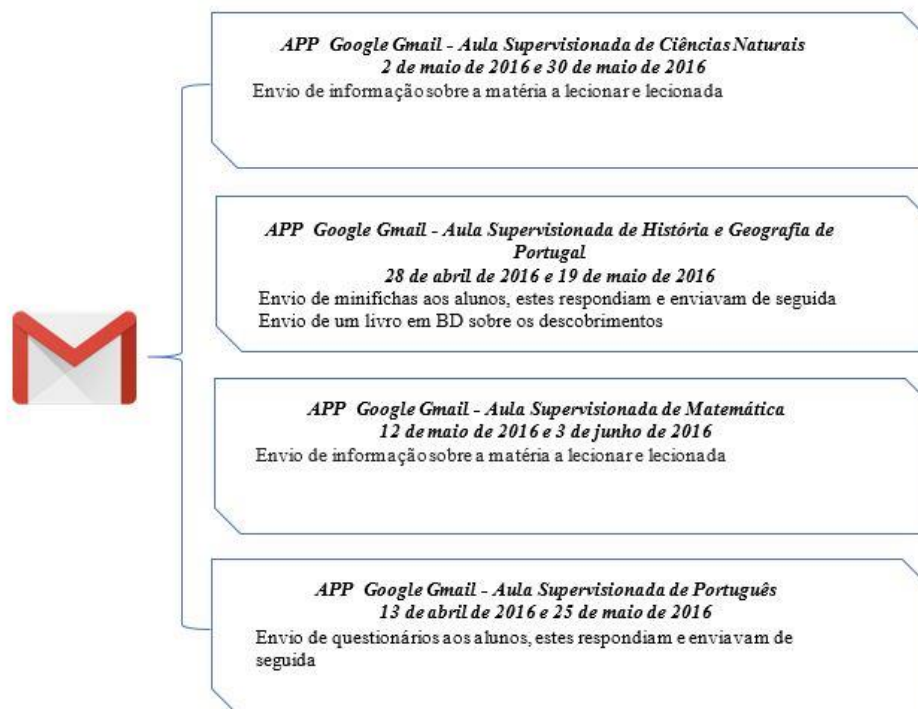 APP Google Gmail - Aula Supervisionada de Ciências Naturais
2 de maio de 2016 e 30 de maio de 2016
Envio de informação sobre a matéria a lecionar e lecionada
APP Google Gmail - Aula Supervisionada de História e Geografia de
Portugal
28 de abril de 2016 e 19 de maio de 2016
Envio de minifichas aos alunos, estes respondiam e enviavam de seguida
Envio de um livro em BD sobre os descobrimentos
APP Google Gmail - Aula Supervisionada de Matemática
12 de maio de 2016 e 3 de junho de 2016
Envio de informação sobre a matéria a lecionar e lecionada
APP Google Gmail - Aula Supervisionada de Português
13 de abril de 2016 e 25 de maio de 2016
Envio de questionários aos alunos, estes respondiam e enviavam de
seguida